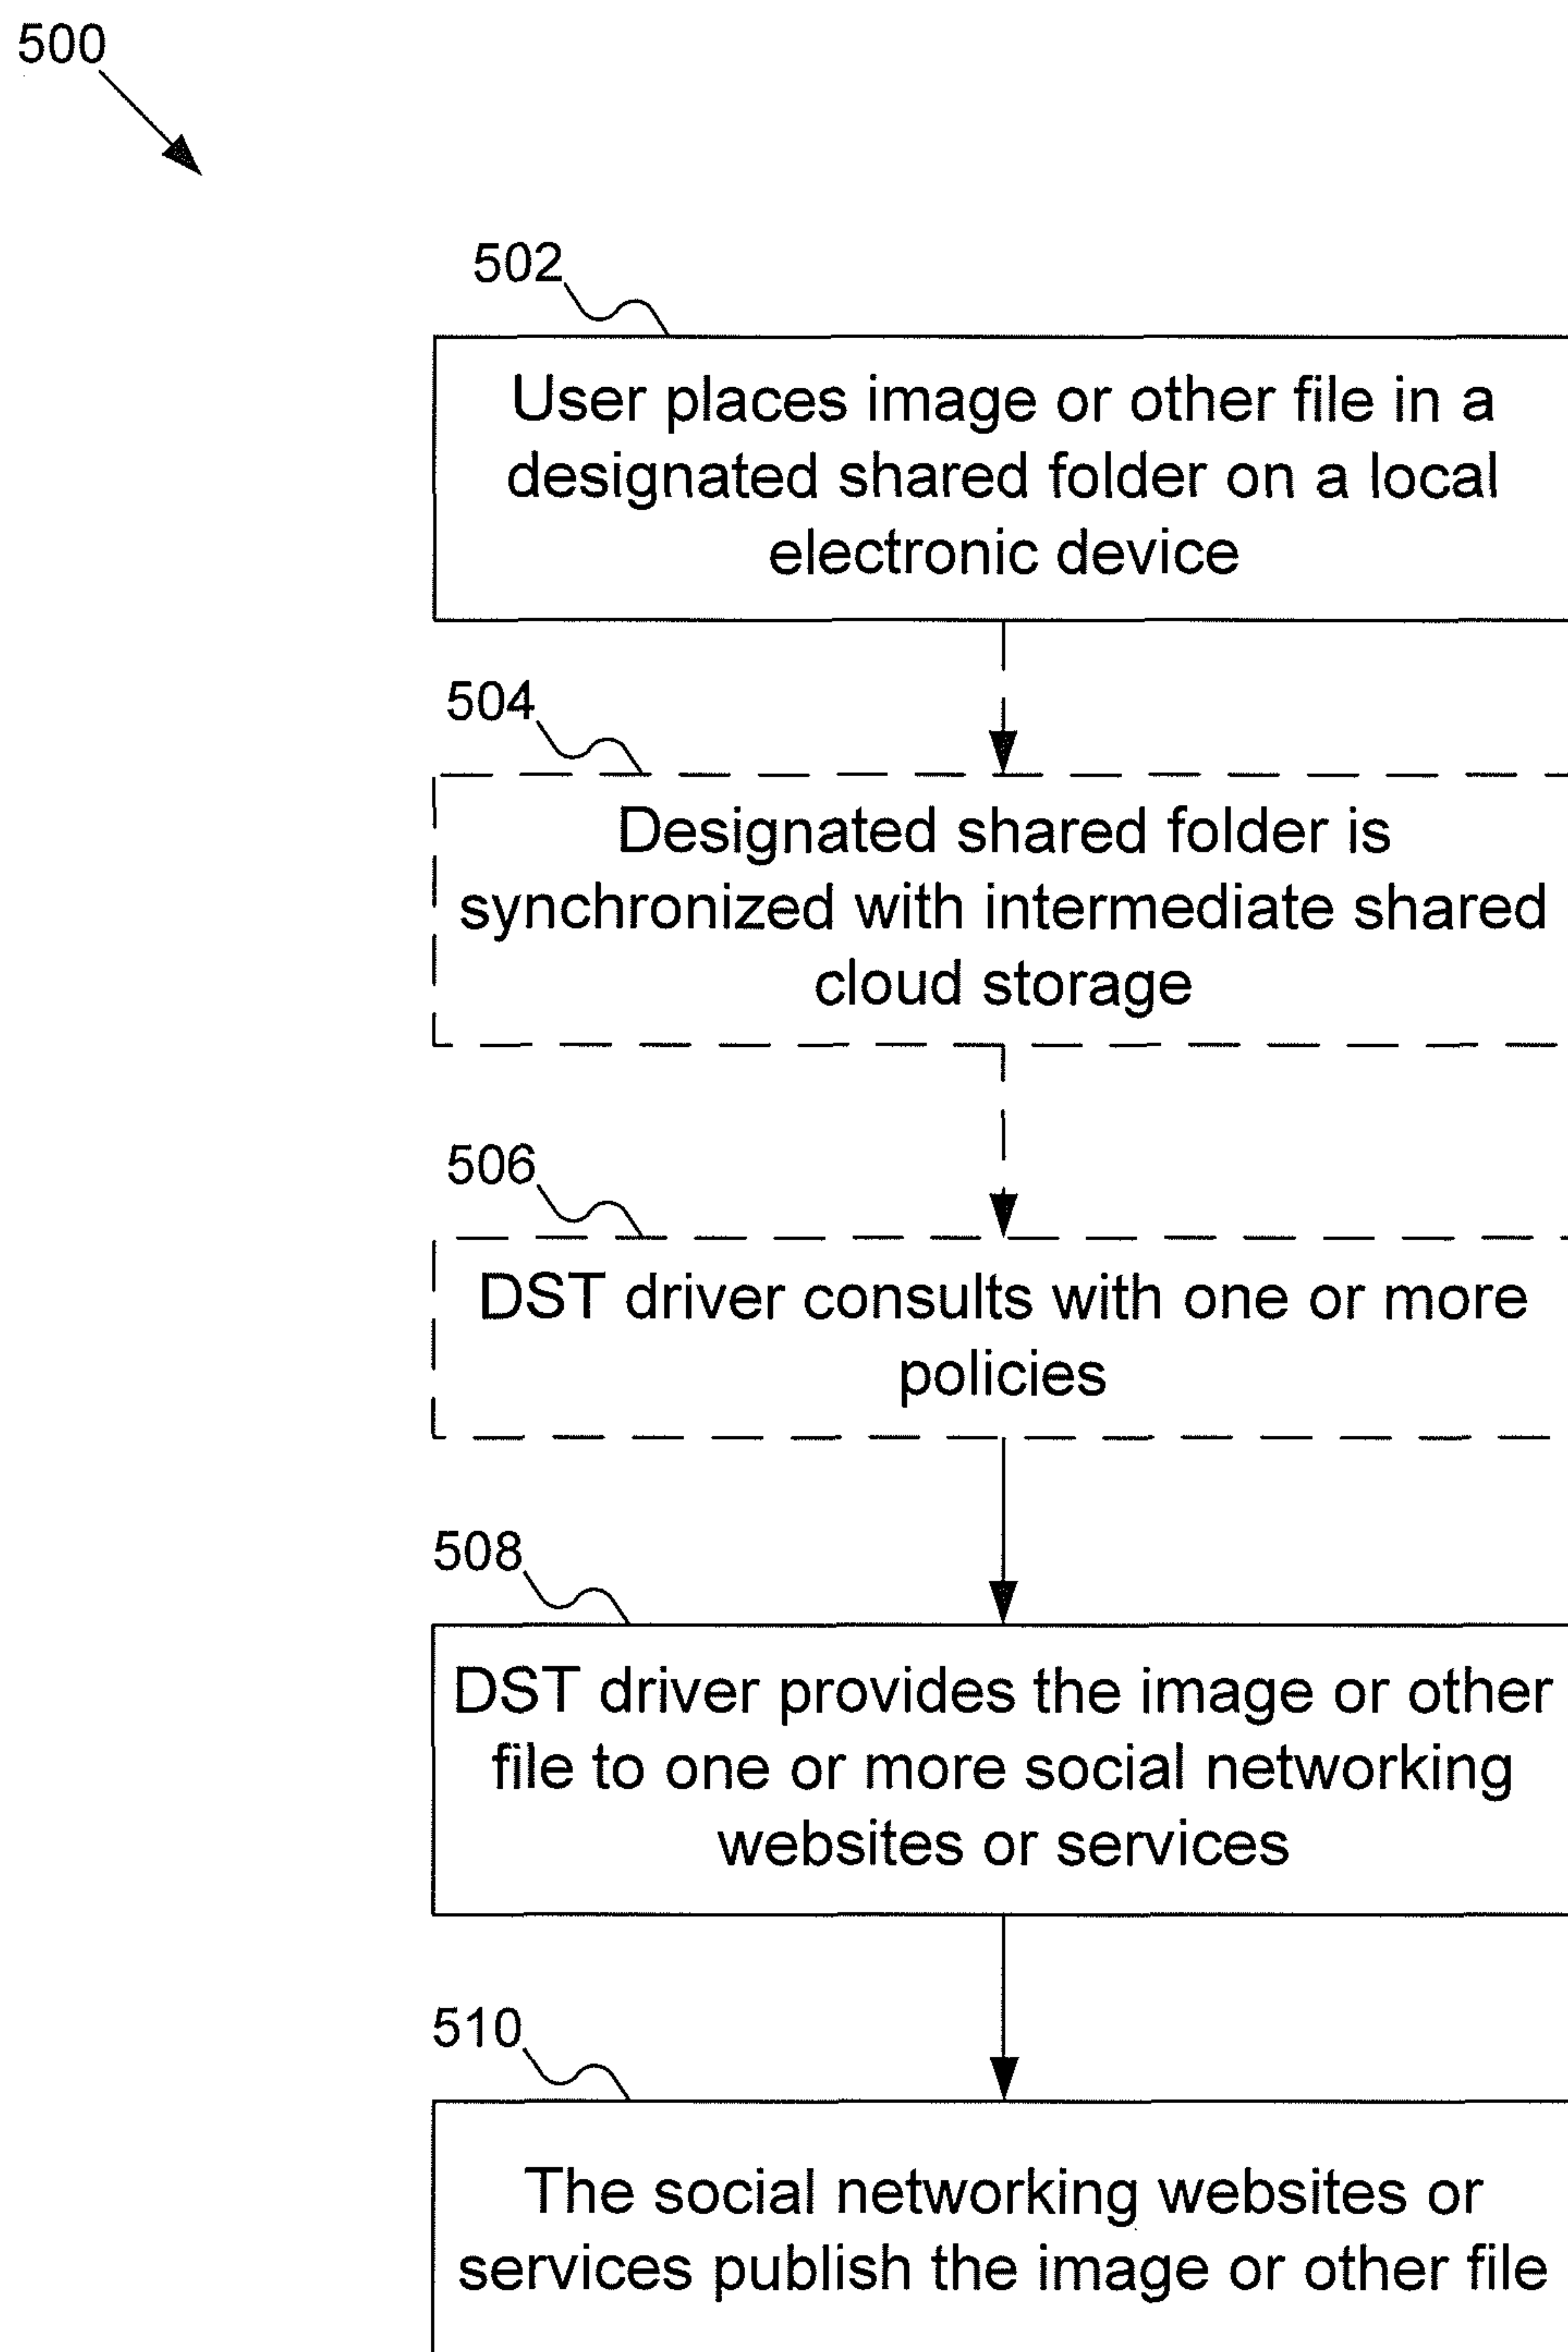 500
502
User places image or other file in a
designated shared folder on a local
electronic device
504
Designated shared folder is
synchronized with intermediate shared
cloud storage
506
DST driver consults with one or more
policies
508
DST driver provides the image or other
file to one or more social networking
websites or services
510
The social networking websites or
services publish the image or other file